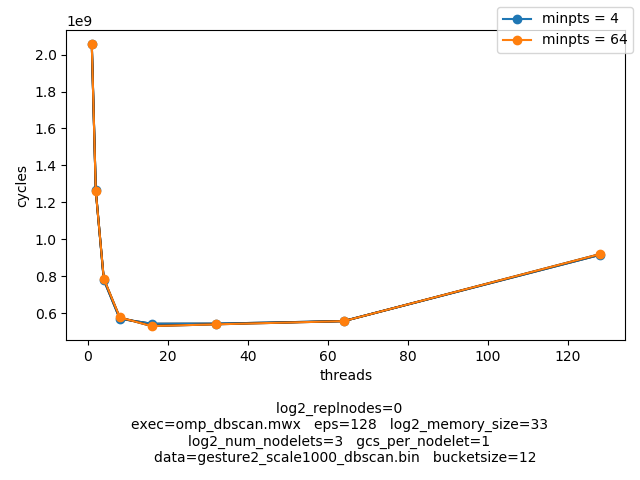 1e9
minpts = 4
minpts = 64
2.0
1.8
1.6
1.4
1.2
1.0
0.8
0.6
cycles
0 20 40 60 80 100 120
threads
log2_replnodes=0
exec=omp_dbscan.mwx eps=128 log2_memory_size=33
log2_num_nodelets=3 gcs_per_nodelet=1
data=gesture2_scale1000_dbscan.bin bucketsize=12